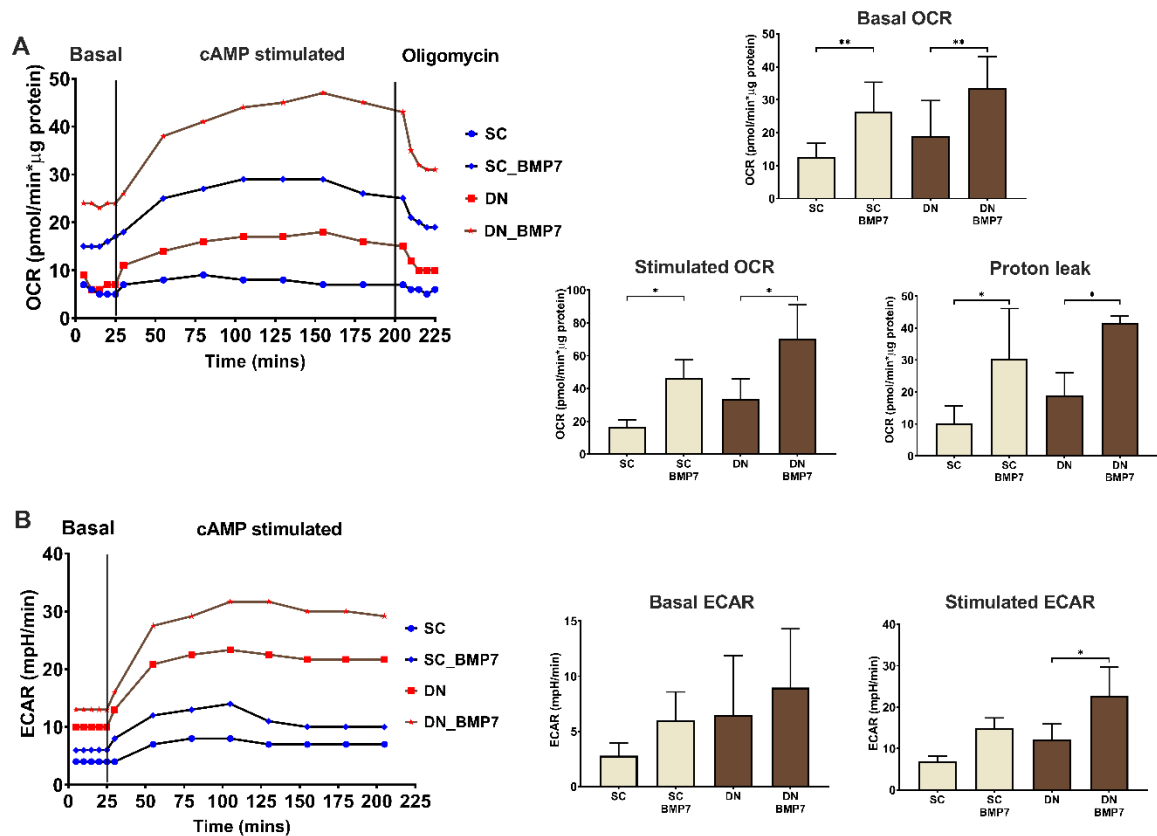 A
Basal
cAMP stimulated
Oligomycin
OCR (pmol/min*µg protein)
50
40
30
20
10
0
0 25 50 75 100 125 150 175 200 225
Time (mins)
SC
SC_BMP7
DN
DN_BMP7
Basal OCR
OCR (pmol/min*µg protein)
50
40
30
20
10
0
** **
SC SC DN DN
BMP7 BMP7
Stimulated OCR
OCR (pmol/min*µg protein)
100
80
60
40
20
0
* *
SC SC DN DN
BMP7 BMP7
Proton leak
OCR (pmol/min*µg protein)
50
40
30
20
10
0
* *
SC SC DN DN
BMP7 BMP7
B
Basal
cAMP stimulated
ECAR (mpH/min)
40
30
20
10
0
0 25 50 75 100 125 150 175 200 225
Time (mins)
SC
SC_BMP7
DN
DN_BMP7
Basal ECAR
ECAR (mpH/min)
15
10
5
0
SC SC DN DN
BMP7 BMP7
Stimulated ECAR
ECAR (mpH/min)
40
30
20
10
0
*
SC SC DN DN
BMP7 BMP7